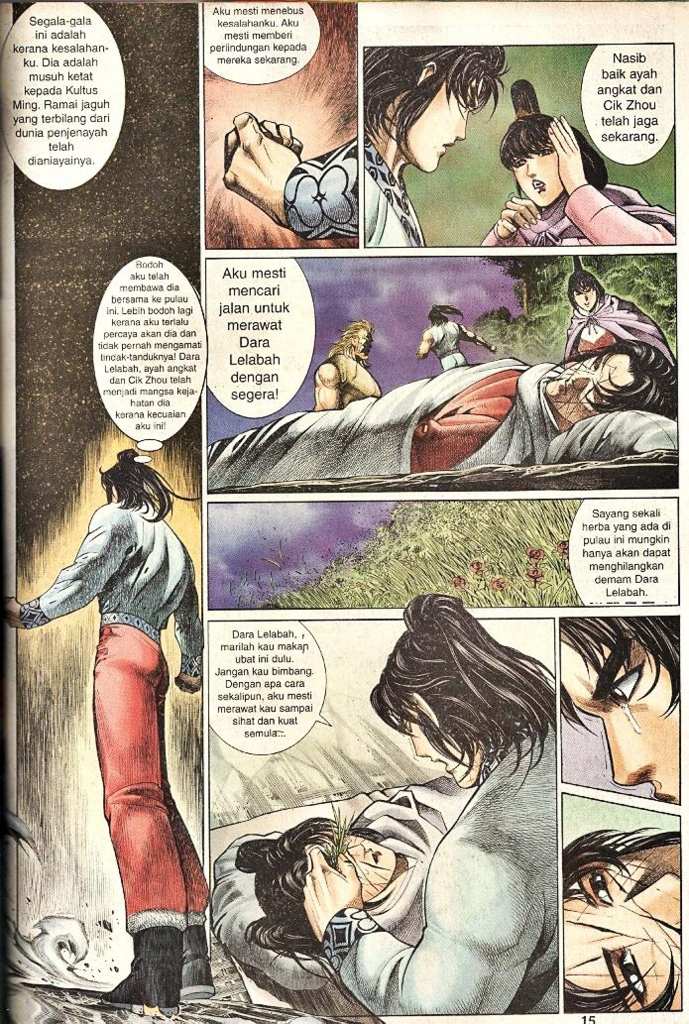 Segala-gala
ini adalah
kerana kesalahan-
ku. Dia adalah
musuh ketat
kepada Kultus
Ming. Ramai jaguh
yang terbilang dari
dunia penjenayah
telah
dianiayainya.
Bodoh
aku telah
membawa dia
bersama ke pulau
ini. Lebih bodoh lagi
kerana aku terlalu
percaya akan dia dan
tidak pernah mengamati
tindak-tanduknya! Dara
Lelabah, ayah angkat
dan Cik Zhou telah
menjadi mangsa keja-
hatan dia
kerana kecuaian
aku ini!
Aku mesti menebus
kesalahanku. Aku
mesti memberi
perlindungan kepada
mereka sekarang.
Nasib
baik ayah
angkat dan
Cik Zhou
telah jaga
sekarang.
Aku mesti
mencari
jalan untuk
merawat
Dara
Lelabah
dengan
segera!
Sayang sekali
herba yang ada di
pulau ini mungkin
hanya akan dapat
menghilangkan
demam Dara
Lelabah.
Dara Lelabah,
marilah kau makan
ubat ini dulu.
Jangan kau bimbang.
Dengan apa cara
sekalipun, aku mesti
merawat kau sampai
sihat dan kuat
semula...
15